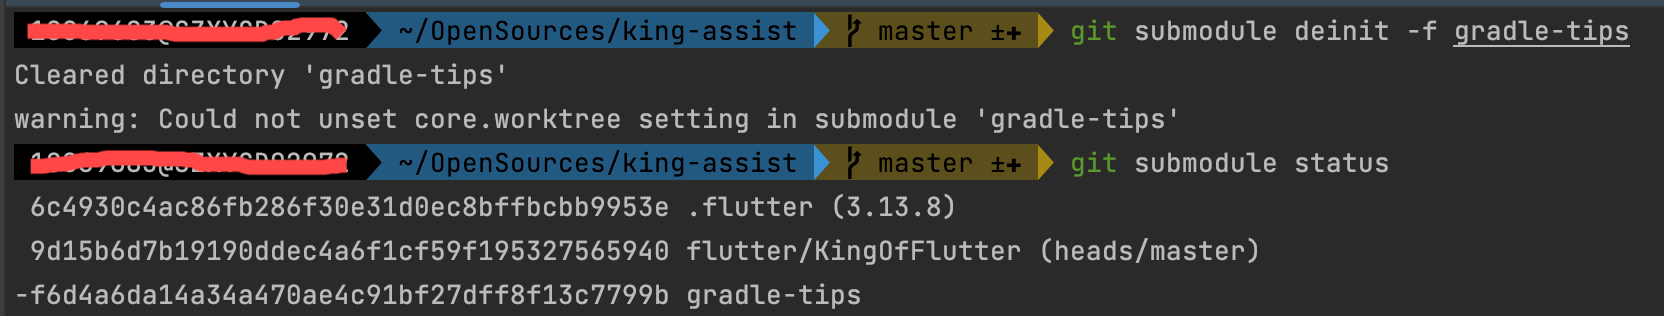 ~/OpenSources/king-assist master ±✚ git submodule deinit -f gradle-tips
Cleared directory 'gradle-tips'
warning: Could not unset core.worktree setting in submodule 'gradle-tips'
~/OpenSources/king-assist master ±✚ git submodule status
6c4930c4ac86fb286f30e31d0ec8bffbcbb9953e .flutter (3.13.8)
9d15b6d7b19190ddec4a6f1cf59f195327565940 flutter/KingOfFlutter (heads/master)
-f6d4a6da14a34a470ae4c91bf27dff8f13c7799b gradle-tips